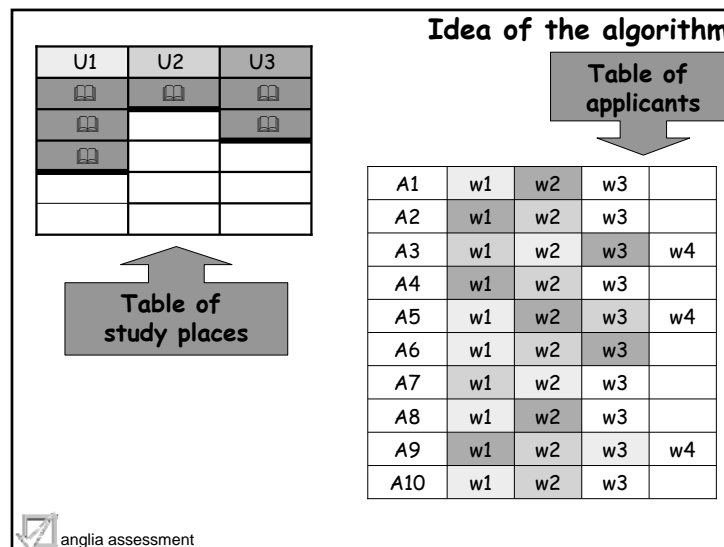 Idea of the algorithm
U1 U2 U3
Table of
applicants
Table of
study places
A1 w1 w2 w3
A2 w1 w2 w3
A3 w1 w2 w3 w4
A4 w1 w2 w3
A5 w1 w2 w3 w4
A6 w1 w2 w3
A7 w1 w2 w3
A8 w1 w2 w3
A9 w1 w2 w3 w4
A10 w1 w2 w3
anglia assessment